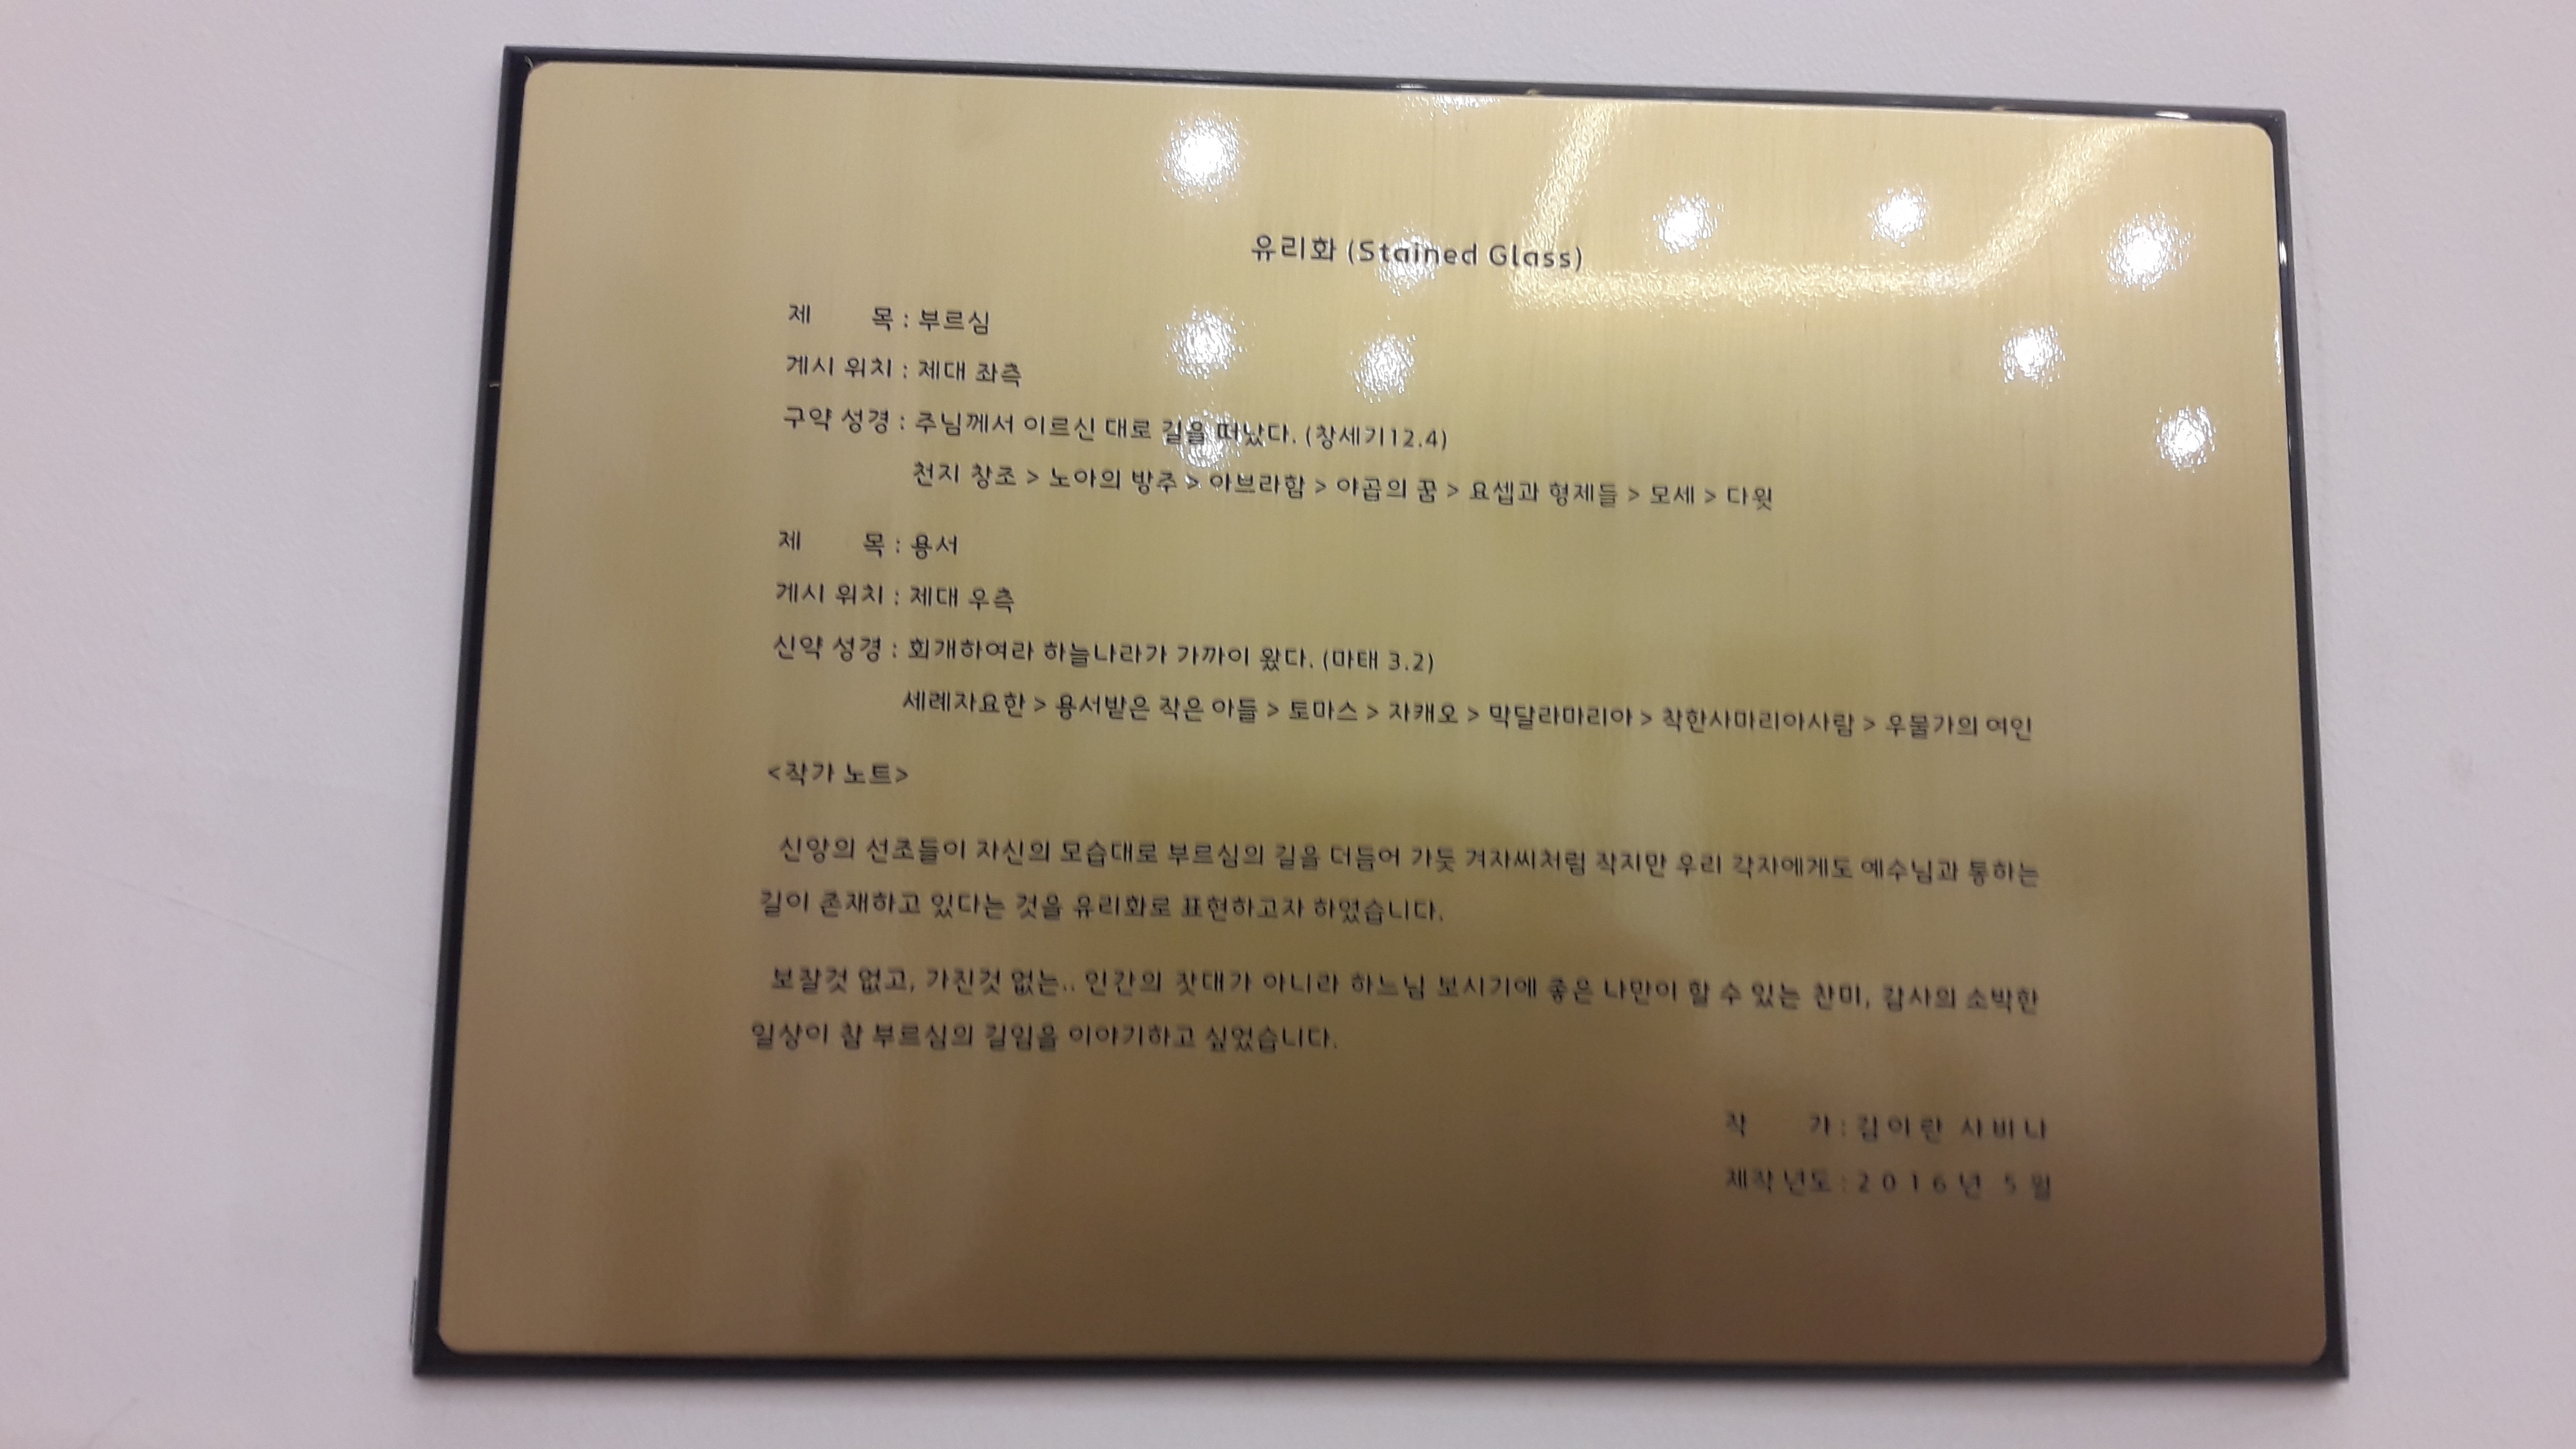 유리화 (Stained Glass)
제 목 : 부르심
게시 위치 : 제대 좌측
구약 성경 : 주님께서 이르신 대로 길을 떠났다. (창세기12.4)
천지 창조 > 노아의 방주 > 아브라함 > 야곱의 꿈 > 요셉과 형제들 > 모세 > 다윗
제 목 : 용서
게시 위치 : 제대 우측
신약 성경 : 회개하여라 하늘나라가 가까이 왔다. (마태 3.2)
세례자요한 > 용서받은 작은 아들 > 토마스 > 자캐오 > 막달라마리아 > 착한사마리아사람 > 우물가의 여인
<작가 노트>
신앙의 선조들이 자신의 모습대로 부르심의 길을 더듬어 가듯 겨자씨처럼 작지만 우리 각자에게도 예수님과 통하는
길이 존재하고 있다는 것을 유리화로 표현하고자 하였습니다.
보잘것 없고, 가진것 없는.. 인간의 잣대가 아니라 하느님 보시기에 좋은 나만이 할 수 있는 찬미, 감사의 소박한
일상이 참 부르심의 길임을 이야기하고 싶었습니다.
작 가 : 김이란 사비나
제작 년도 : 2016년 5월